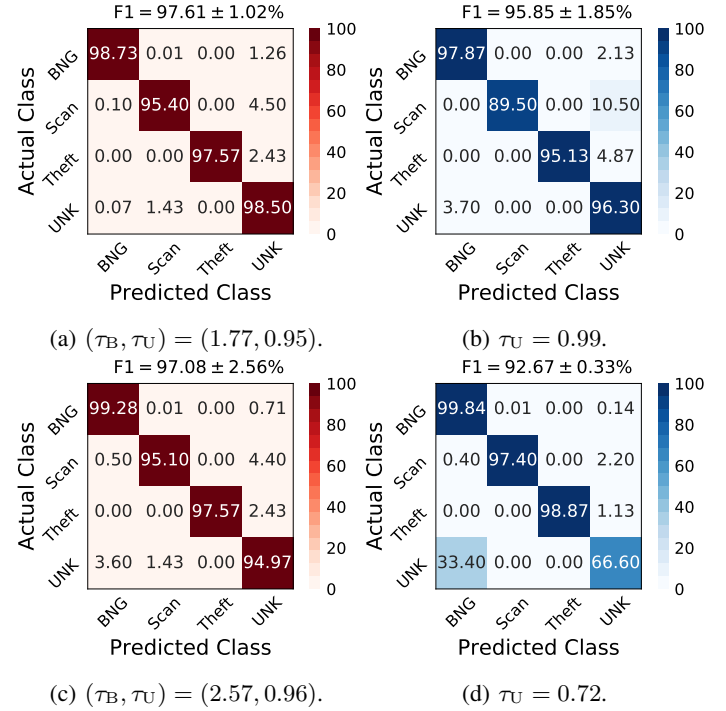 F1 = 97.61 ± 1.02%
Actual Class
BNG
Scan
Theft
UNK
98.73 0.01 0.00 1.26
0.10 95.40 0.00 4.50
0.00 0.00 97.57 2.43
0.07 1.43 0.00 98.50
BNG Scan Theft UNK
Predicted Class
100
80
60
40
20
0
(a) (τB, τU) = (1.77, 0.95).
F1 = 95.85 ± 1.85%
Actual Class
BNG
Scan
Theft
UNK
97.87 0.00 0.00 2.13
0.00 89.50 0.00 10.50
0.00 0.00 95.13 4.87
3.70 0.00 0.00 96.30
BNG Scan Theft UNK
Predicted Class
100
80
60
40
20
0
(b) τU = 0.99.
F1 = 97.08 ± 2.56%
Actual Class
BNG
Scan
Theft
UNK
99.28 0.01 0.00 0.71
0.50 95.10 0.00 4.40
0.00 0.00 97.57 2.43
3.60 1.43 0.00 94.97
BNG Scan Theft UNK
Predicted Class
100
80
60
40
20
0
(c) (τB, τU) = (2.57, 0.96).
F1 = 92.67 ± 0.33%
Actual Class
BNG
Scan
Theft
UNK
99.84 0.01 0.00 0.14
0.40 97.40 0.00 2.20
0.00 0.00 98.87 1.13
33.40 0.00 0.00 66.60
BNG Scan Theft UNK
Predicted Class
100
80
60
40
20
0
(d) τU = 0.72.